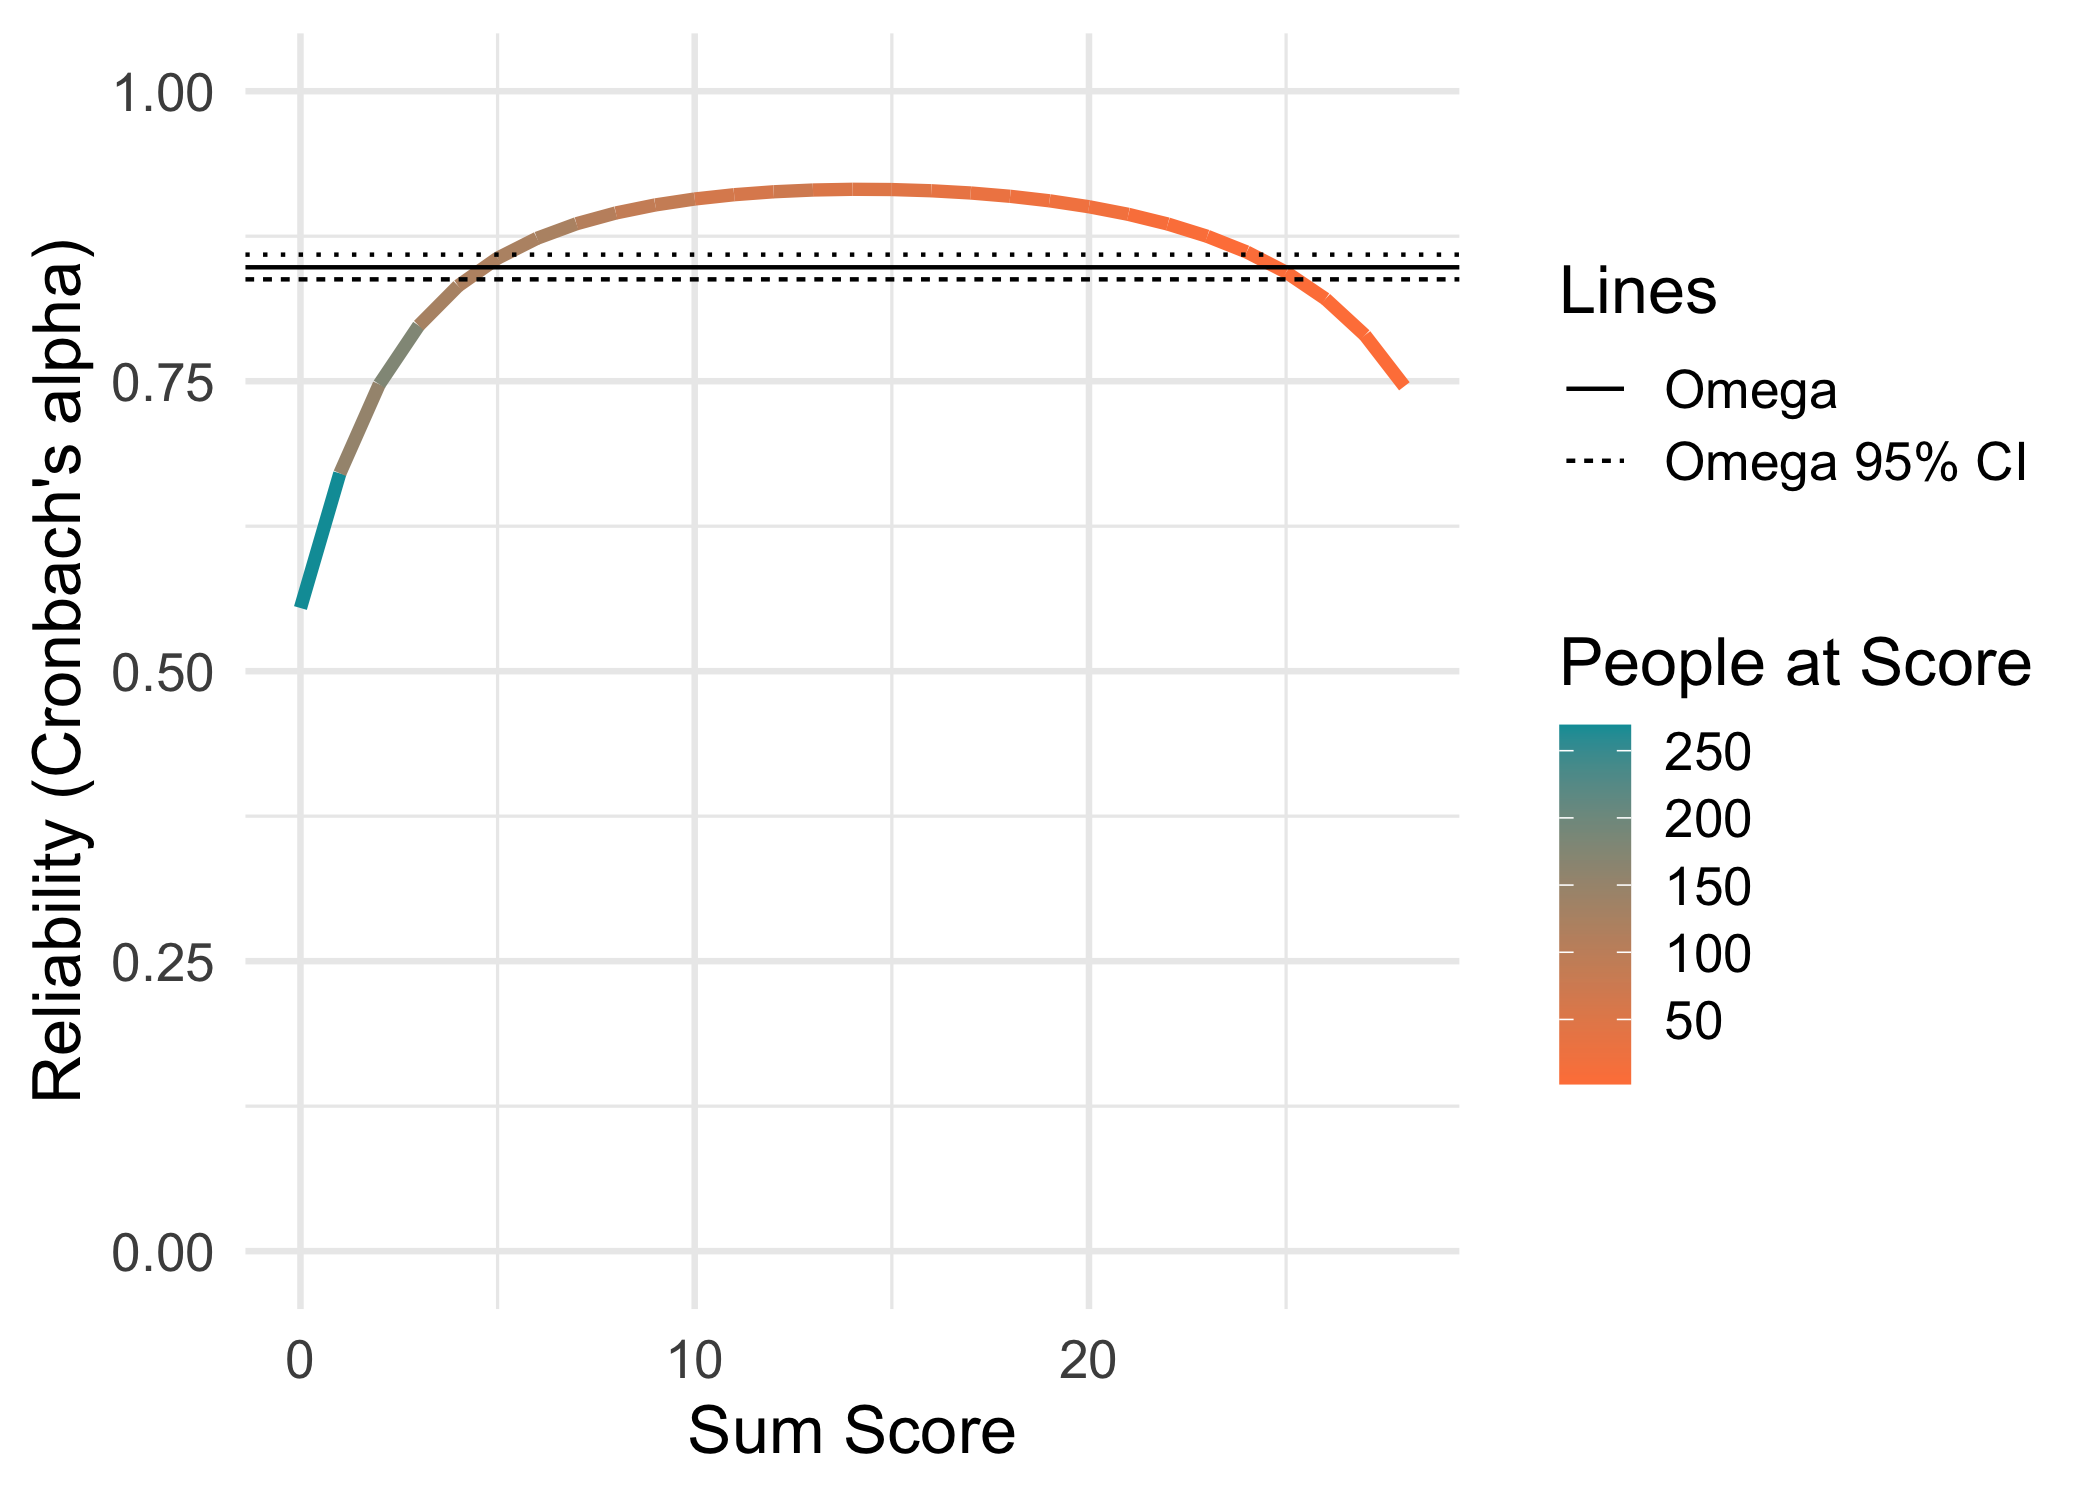 Reliability (Cronbach's alpha)
1.00
0.75
0.50
0.25
0.00
0
10
20
Sum Score
Lines
Omega
Omega 95% CI
People at Score
250
200
150
100
50